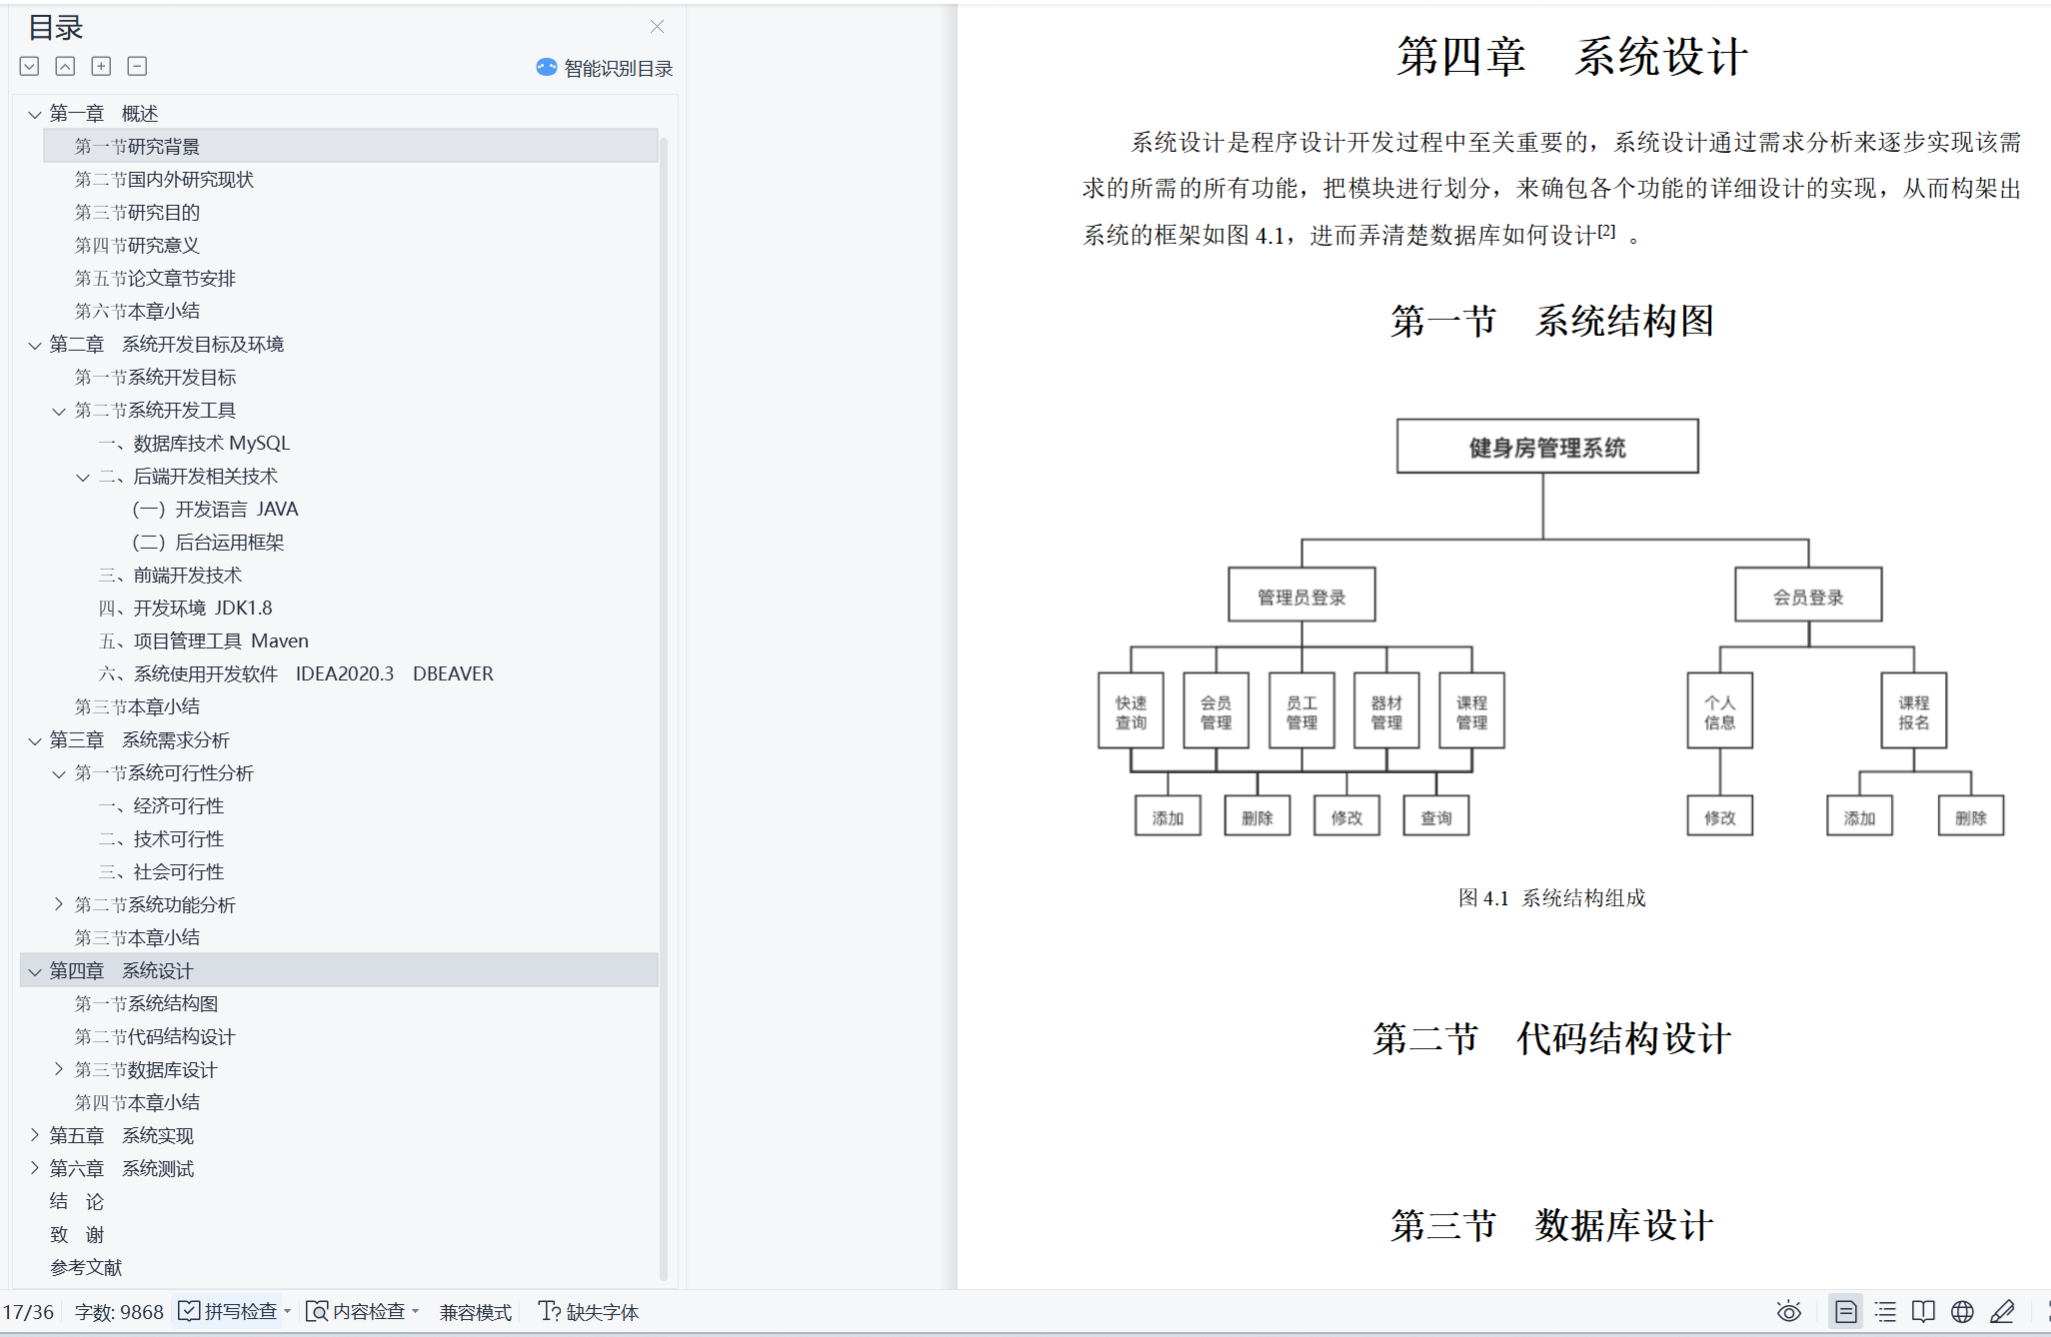 目录
智能识别目录
第一章 概述
第一节研究背景
第二节国内外研究现状
第三节研究目的
第四节研究意义
第五节论文章节安排
第六节本章小结
第二章 系统开发目标及环境
第一节系统开发目标
第二节系统开发工具
一、数据库技术 MySQL
二、后端开发相关技术
（一）开发语言 JAVA
（二）后台运用框架
三、前端开发技术
四、开发环境 JDK1.8
五、项目管理工具 Maven
六、系统使用开发软件 IDEA2020.3 DBEAVER
第三节本章小结
第三章 系统需求分析
第一节系统可行性分析
一、经济可行性
二、技术可行性
三、社会可行性
第二节系统功能分析
第三节本章小结
第四章 系统设计
第一节系统结构图
第二节代码结构设计
第三节数据库设计
第四节本章小结
第五章 系统实现
第六章 系统测试
结 论
致 谢
参考文献
第四章 系统设计
系统设计是程序设计开发过程中至关重要的，系统设计通过需求分析来逐步实现该需
求的所需的所有功能，把模块进行划分，来确包各个功能的详细设计的实现，从而构架出
系统的框架如图 4.1，进而弄清楚数据库如何设计[2] 。
第一节 系统结构图
健身房管理系统
管理员登录
会员登录
快速
查询
会员
管理
员工
管理
器材
管理
课程
管理
个人
信息
课程
报名
添加
删除
修改
查询
修改
添加
删除
图 4.1 系统结构组成
第二节 代码结构设计
第三节 数据库设计
17/36 字数: 9868 拼写检查 内容检查 兼容模式 T? 缺失字体